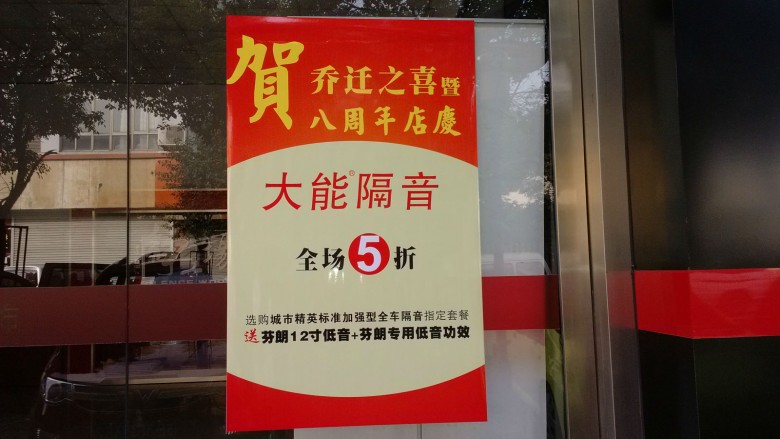 賀 乔迁之喜暨
八周年店慶
大能®隔音
全场5折
选购城市精英标准加强型全车隔音指定套餐
送 芬朗12寸低音+芬朗专用低音功效